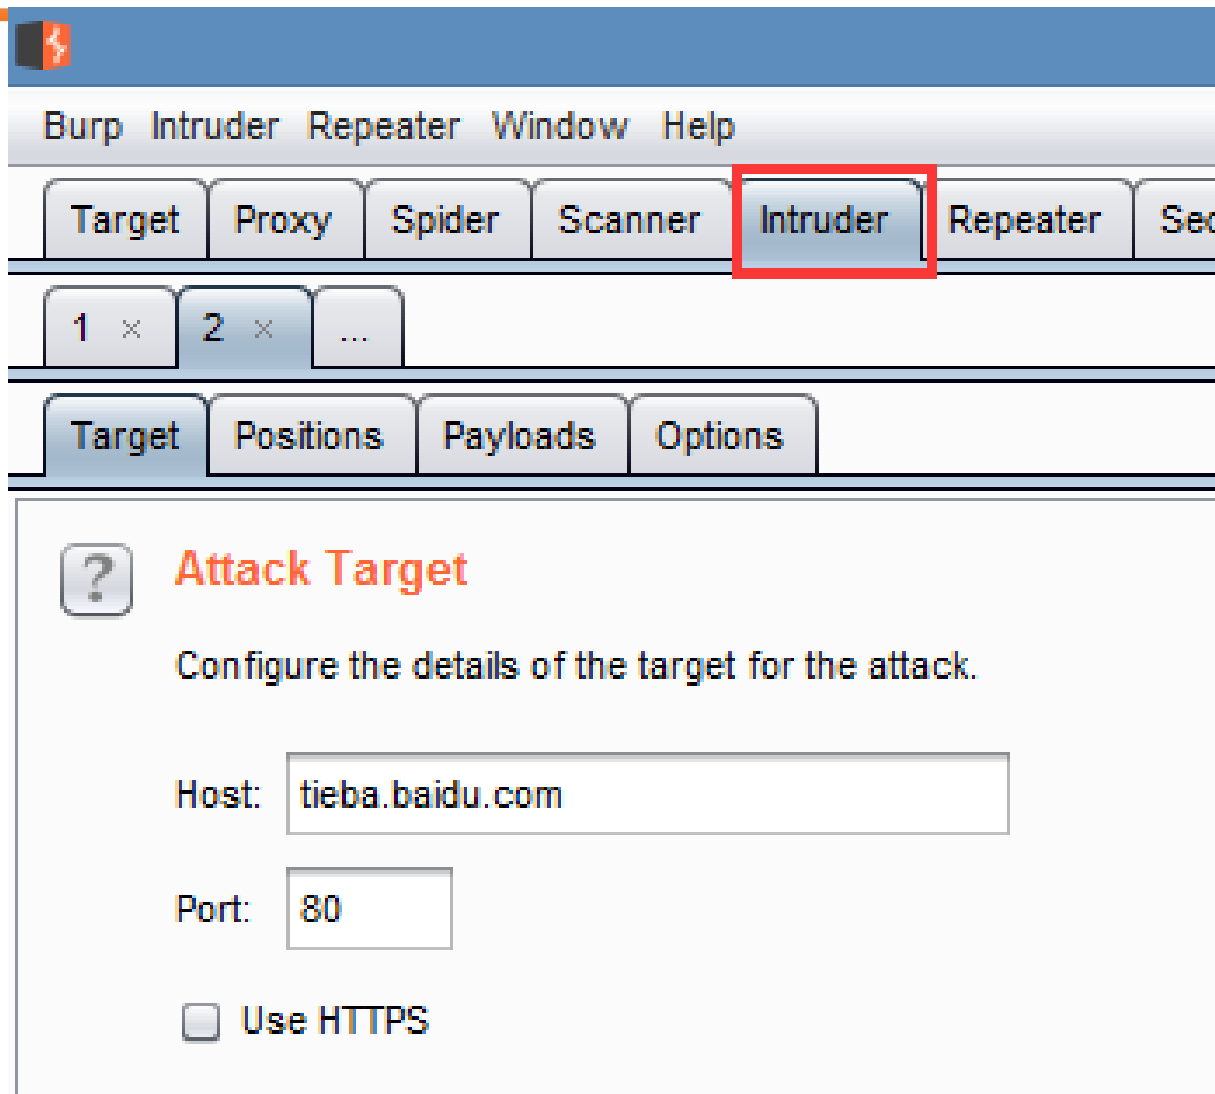 Burp Intruder Repeater Window Help
Target Proxy Spider Scanner Intruder Repeater
1 × 2 × ...
Target Positions Payloads Options
? Attack Target
Configure the details of the target for the attack.
Host: tieba.baidu.com
Port: 80
Use HTTPS